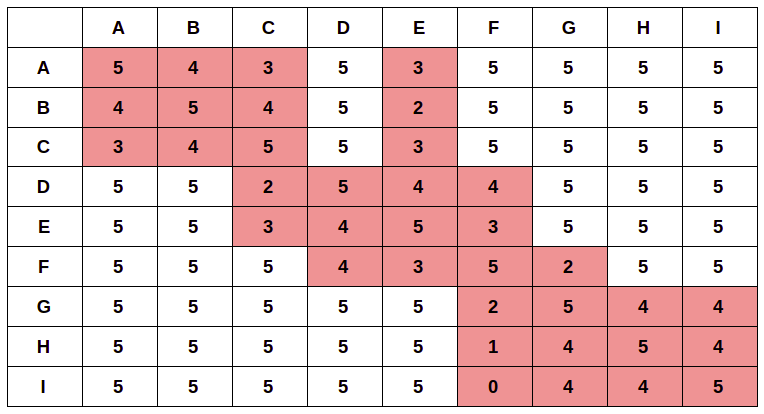 A B C D E F G H I
A 5 4 3 5 3 5 5 5 5
B 4 5 4 5 2 5 5 5 5
C 3 4 5 5 3 5 5 5 5
D 5 5 2 5 4 4 5 5 5
E 5 5 3 4 5 3 5 5 5
F 5 5 5 4 3 5 2 5 5
G 5 5 5 5 5 2 5 4 4
H 5 5 5 5 5 1 4 5 4
I 5 5 5 5 5 0 4 4 5